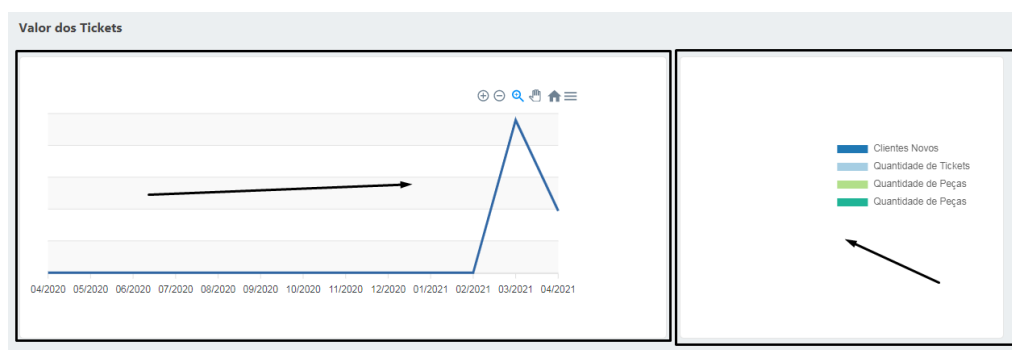 Valor dos Tickets
04/2020 05/2020 06/2020 07/2020 08/2020 09/2020 10/2020 11/2020 12/2020 01/2021 02/2021 03/2021 04/2021
Clientes Novos
Quantidade de Tickets
Quantidade de Peças
Quantidade de Peças